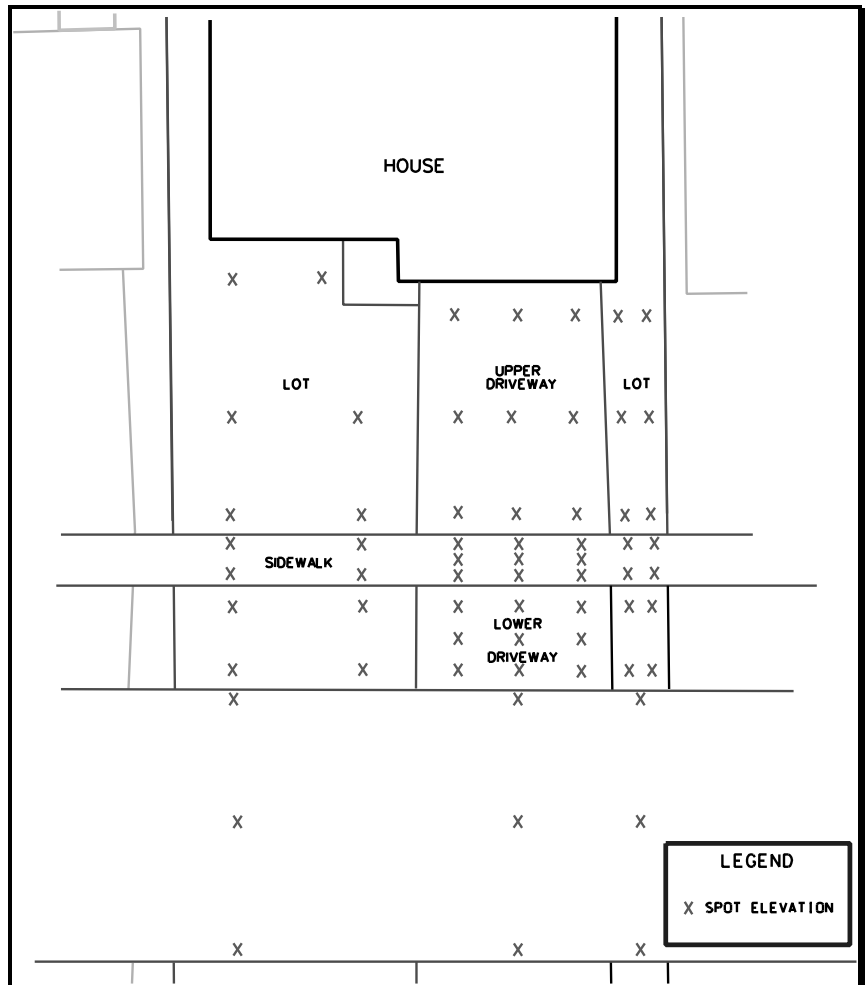 HOUSE
LOT
UPPER
DRIVEWAY
LOT
SIDEWALK
LOWER
DRIVEWAY
LEGEND
X SPOT ELEVATION